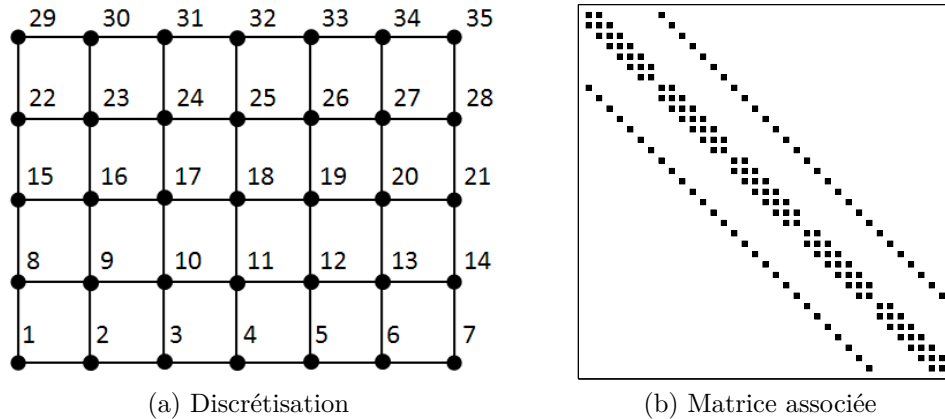 29 30 31 32 33 34 35
22 23 24 25 26 27 28
15 16 17 18 19 20 21
8 9 10 11 12 13 14
1 2 3 4 5 6 7
(a) Discrétisation
(b) Matrice associée